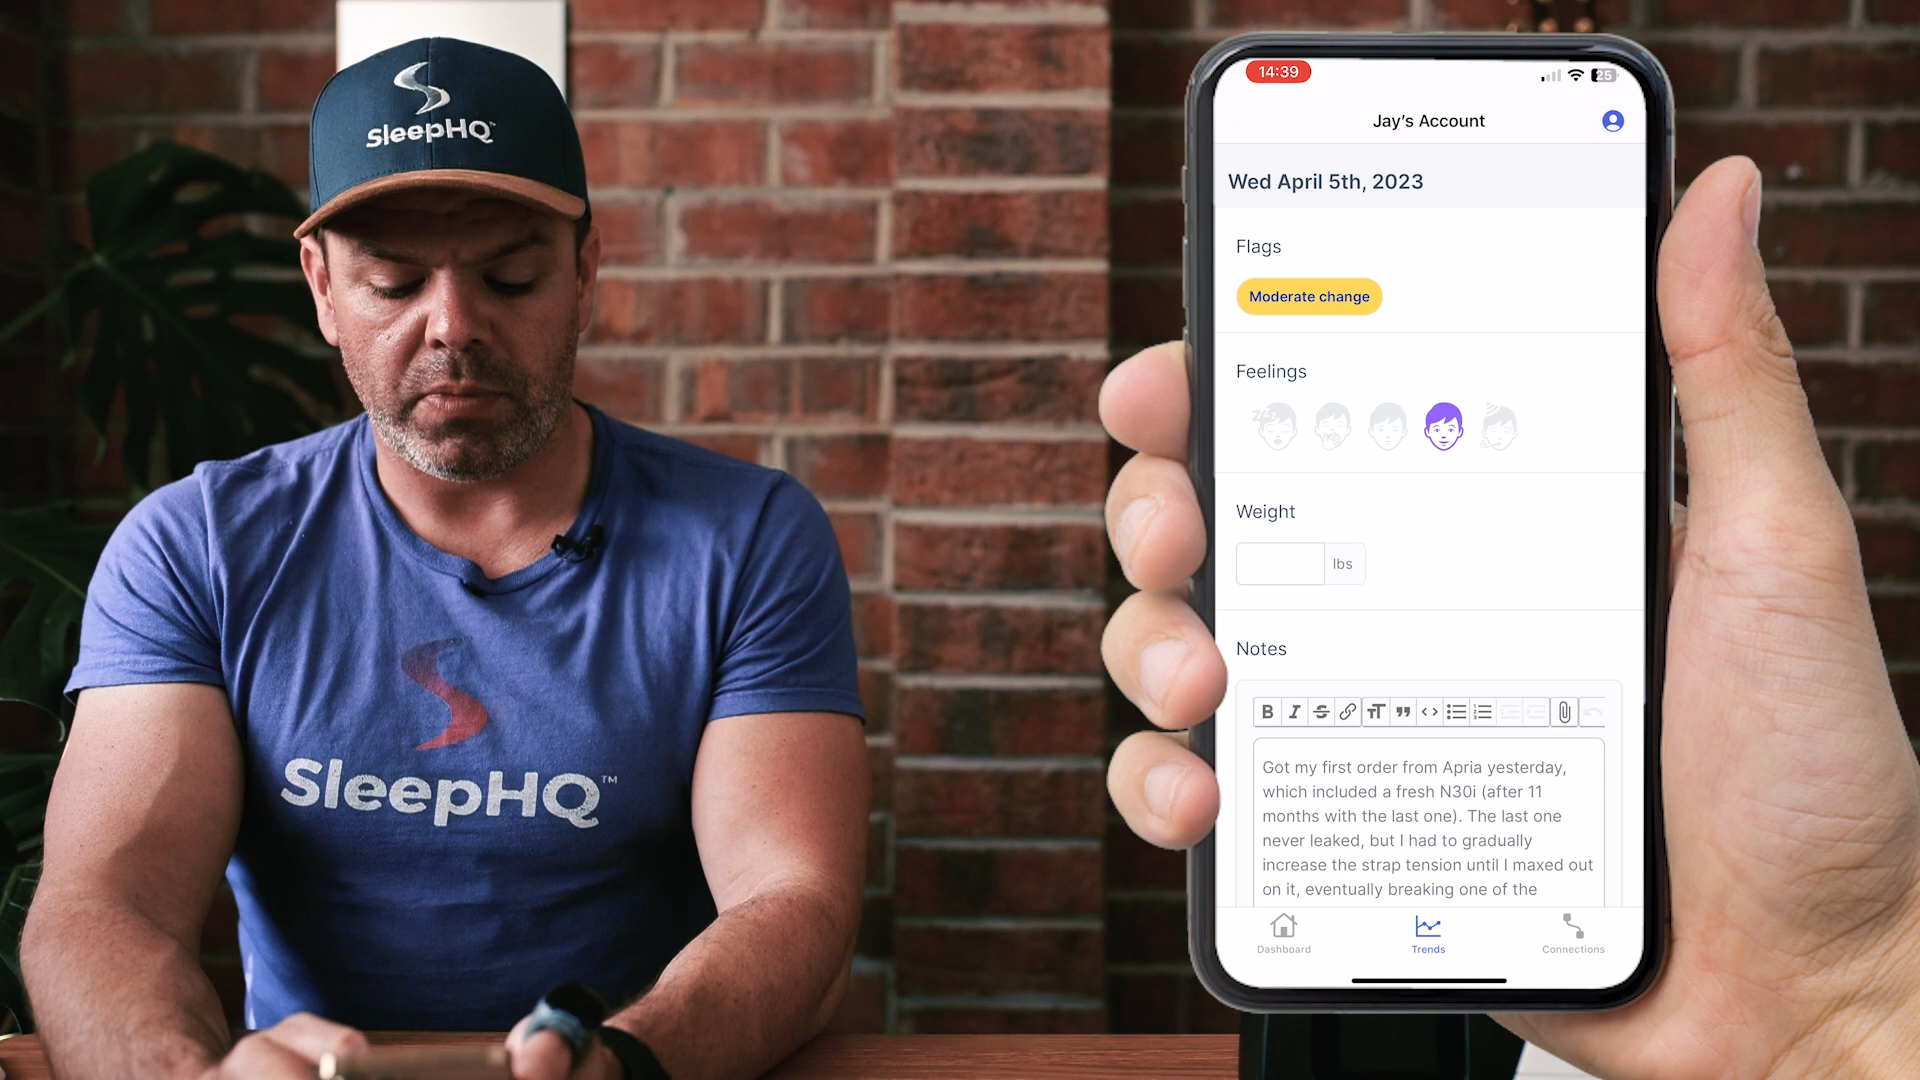 SleepHQ™
SleepHQ™
14:39
25
Jay's Account
Wed April 5th, 2023
Flags
Moderate change
Feelings
Weight
lbs
Notes
Got my first order from Apria yesterday,
which included a fresh N30i (after 11
months with the last one). The last one
never leaked, but I had to gradually
increase the strap tension until I maxed out
on it, eventually breaking one of the
Dashboard
Trends
Connections